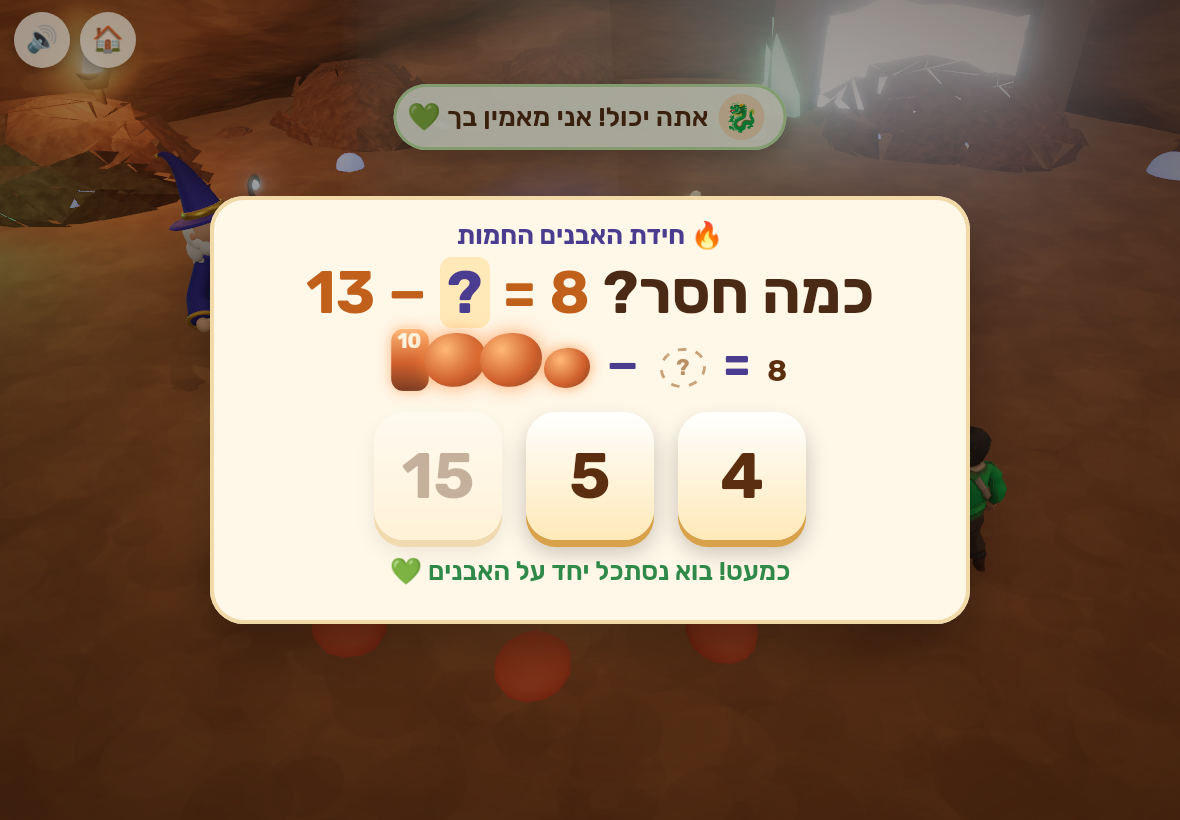 אתה יכול! אני מאמין בך 💚
🔥 חידת האבנים החמות
כמה חסר? 13 − ? = 8
10 − ? = 8
15 5 4
כמעט! בוא נסתכל יחד על האבנים 💚